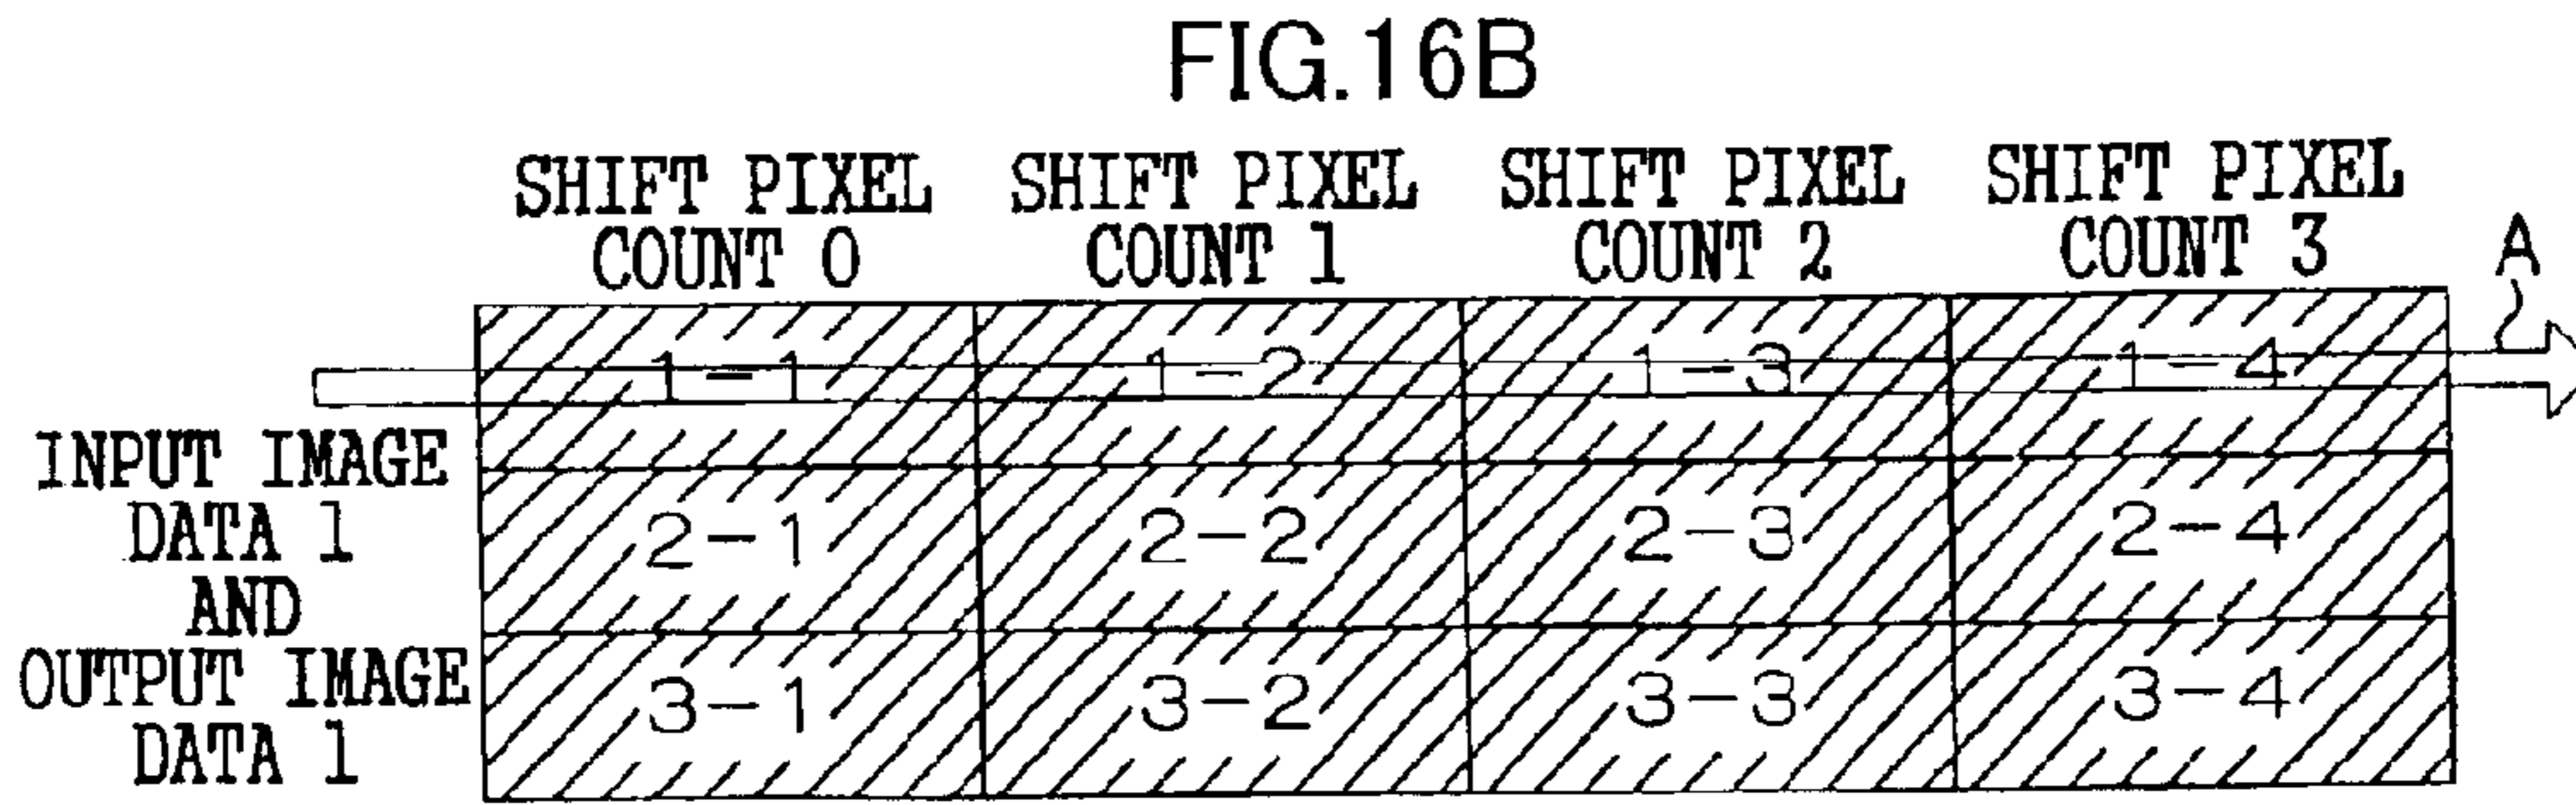 FIG.16B
SHIFT PIXEL COUNT 0
SHIFT PIXEL COUNT 1
SHIFT PIXEL COUNT 2
SHIFT PIXEL COUNT 3
A
1-1 1-2 1-3 1-4
INPUT IMAGE
DATA 1
AND
OUTPUT IMAGE
DATA 1
2-1 2-2 2-3 2-4
3-1 3-2 3-3 3-4